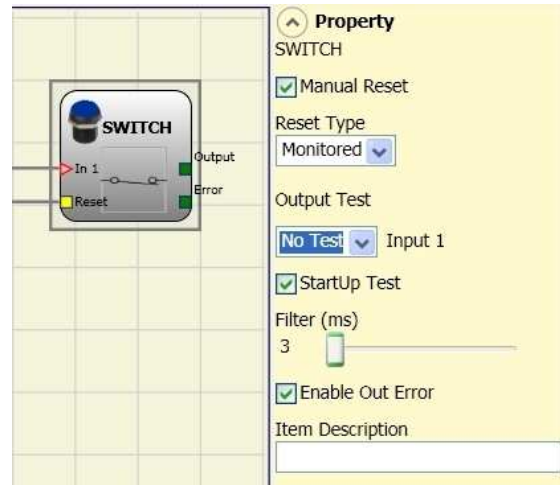 SWITCH
In 1
Reset
Output
Error
Property
SWITCH
Manual Reset
Reset Type
Monitored
Output Test
No Test Input 1
StartUp Test
Filter (ms)
3
Enable Out Error
Item Description